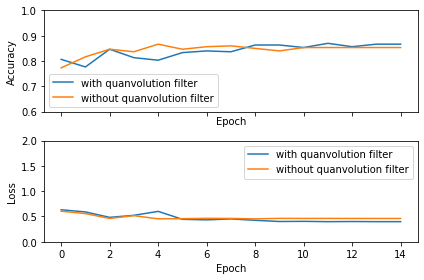 1.0
0.9
0.8
0.7
0.6
Accuracy
with quanvolution filter
without quanvolution filter
Epoch
2.0
1.5
1.0
0.5
0.0
Loss
with quanvolution filter
without quanvolution filter
0 2 4 6 8 10 12 14
Epoch